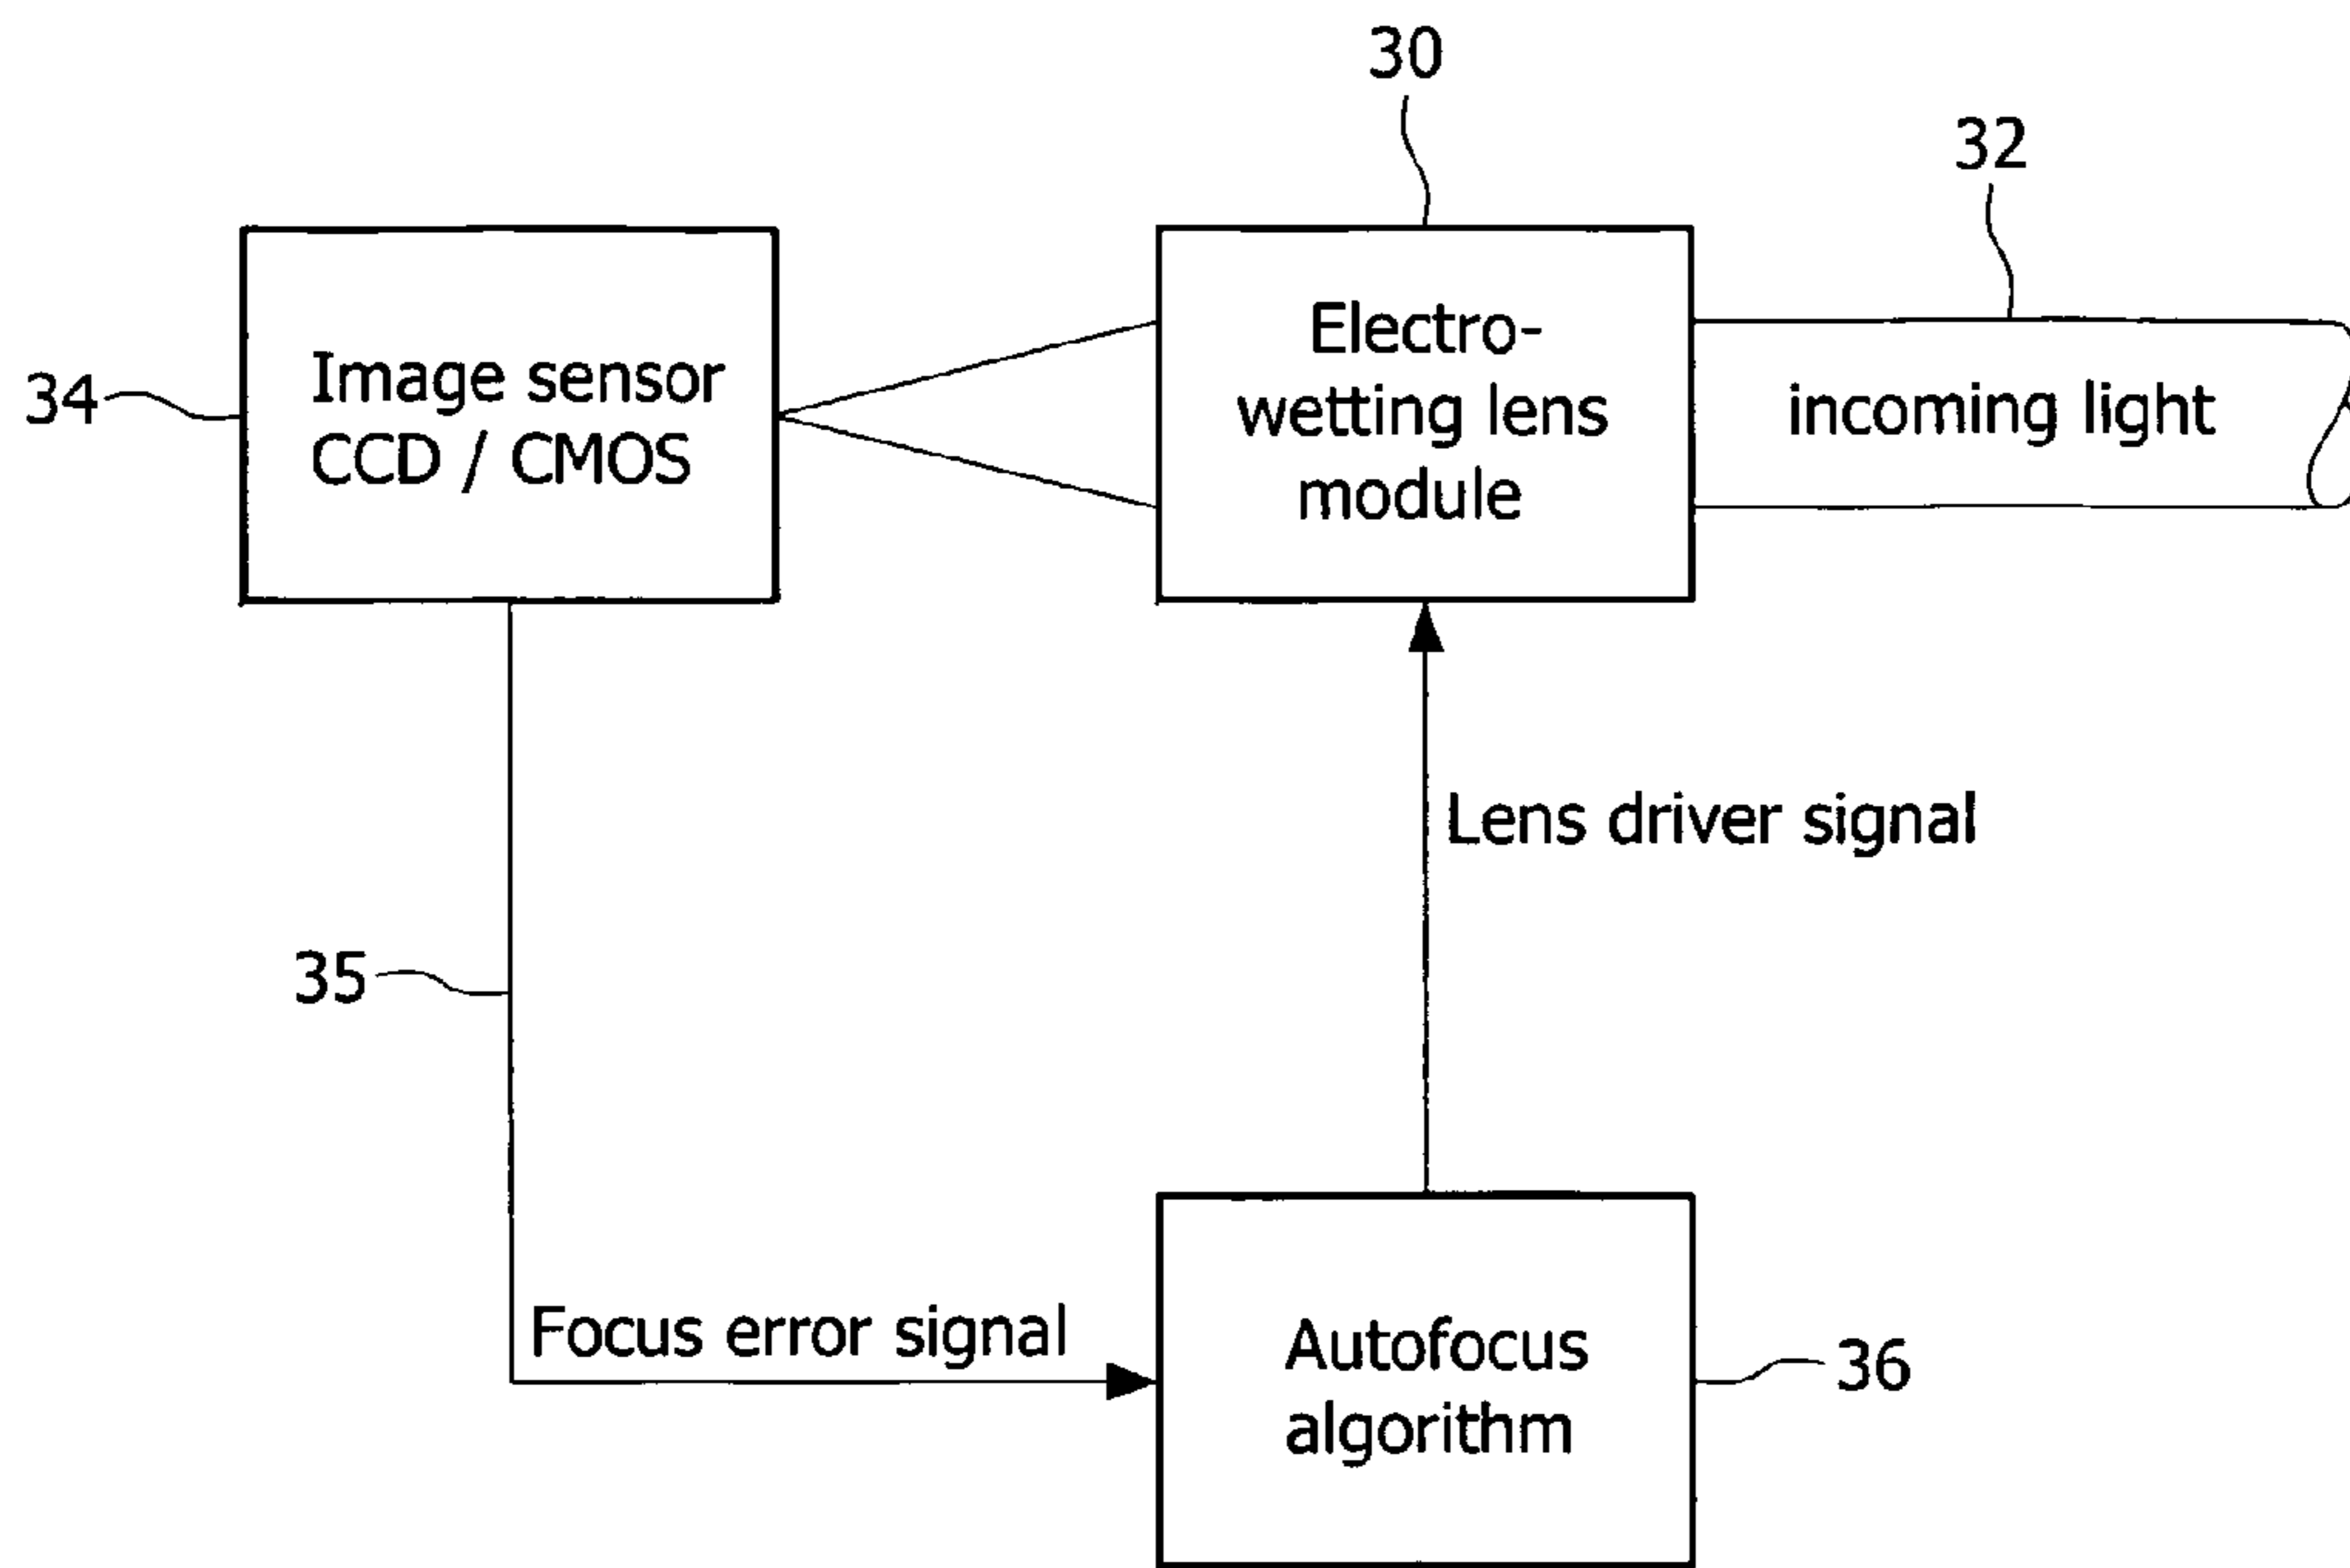 30
32
34
Image sensor
CCD / CMOS
Electro-
wetting lens
module
incoming light
Lens driver signal
35
Focus error signal
Autofocus
algorithm
36